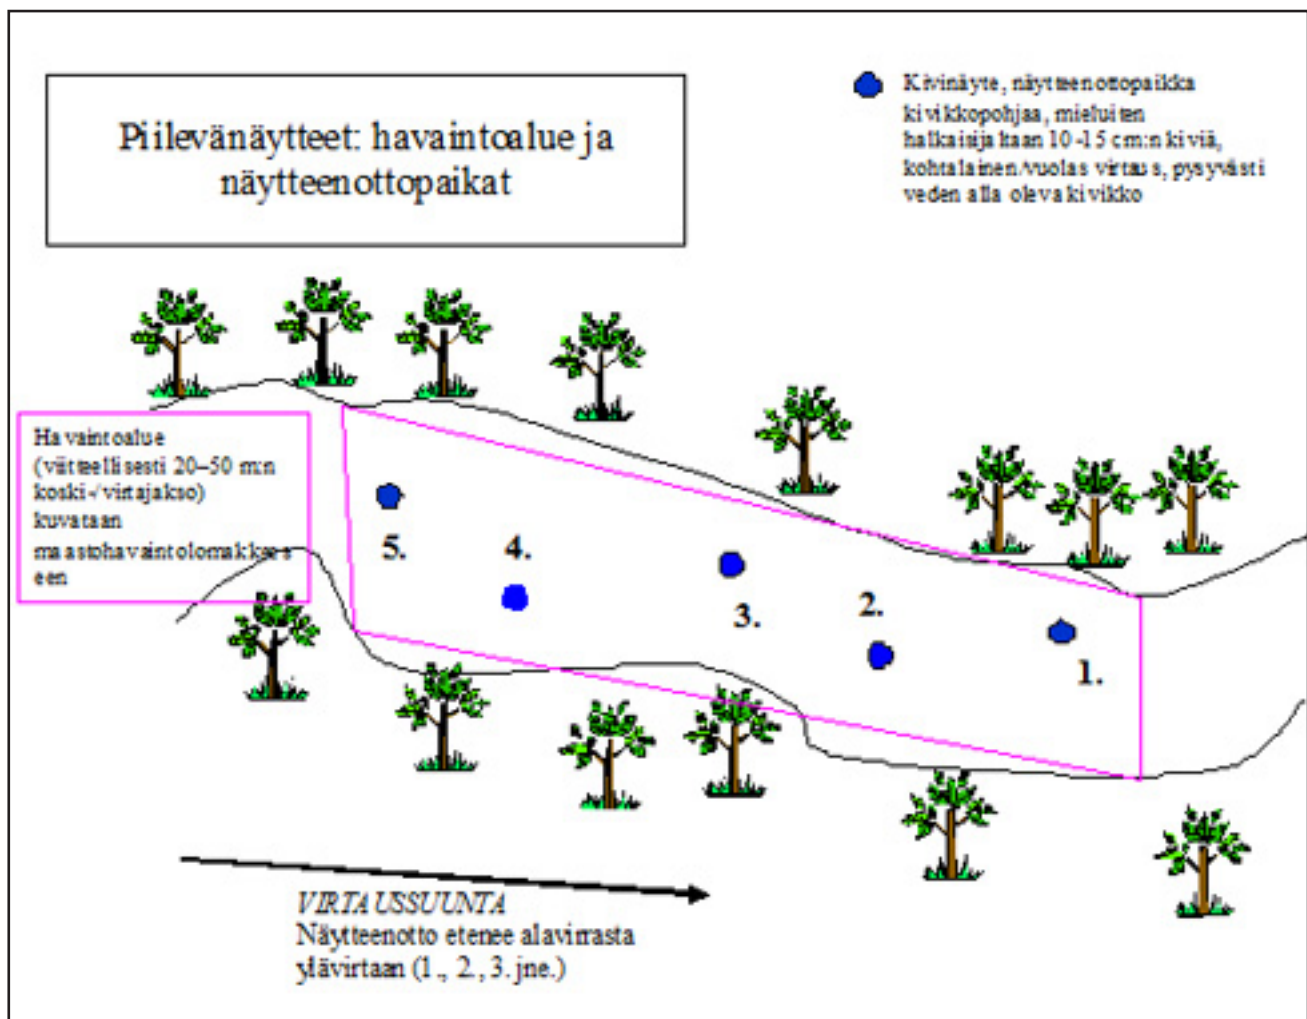 Piilevänäytteet: havaintoalue ja
näytteenottopaikat
Kivinäyte, näytteenottopaikka
kivikkopohjaa, mieluiten
halkaisijaltaan 10-15 cm:n kiviä,
kohtalainen/vuolas virtaus, pysyvästi
veden alla oleva kivikko
Havaintoalue
(viitteellisesti 20–50 m:n
koski-/virtajakso)
kuvataan
maastohavaintolomakkees
een
5.
4.
3.
2.
1.
VIRTAUSSUUNTA
Näytteenotto etenee alavirrasta
ylävirtaan (1., 2., 3. jne.)